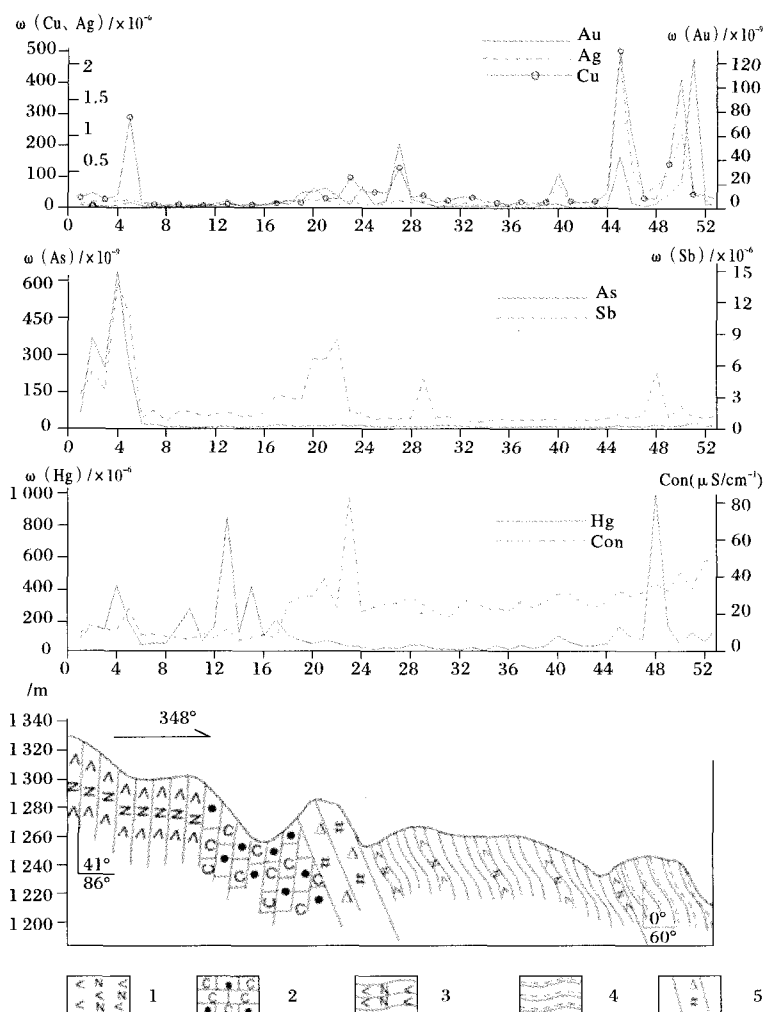 ω (Cu、Ag) /×10⁻⁶
ω (Au) /×10⁻⁹
500
400
300
200
100
0
2
1.5
1
0.5
Au
Ag
Cu
120
100
80
60
40
20
0
0 4 8 12 16 20 24 28 32 36 40 44 48 52
ω (As) /×10⁻⁹
ω (Sb) /×10⁻⁶
600
450
300
150
0
As
Sb
15
12
9
6
3
0
0 4 8 12 16 20 24 28 32 36 40 44 48 52
ω (Hg) /×10⁻⁶
Con(μS/cm⁻¹)
1 000
800
600
400
200
0
Hg
Con
80
60
40
20
0
0 4 8 12 16 20 24 28 32 36 40 44 48 52
/m
1 340
1 300
1 280
1 260
1 240
1 220
1 200
348°
41°
86°
0°
60°
1 2 3 4 5